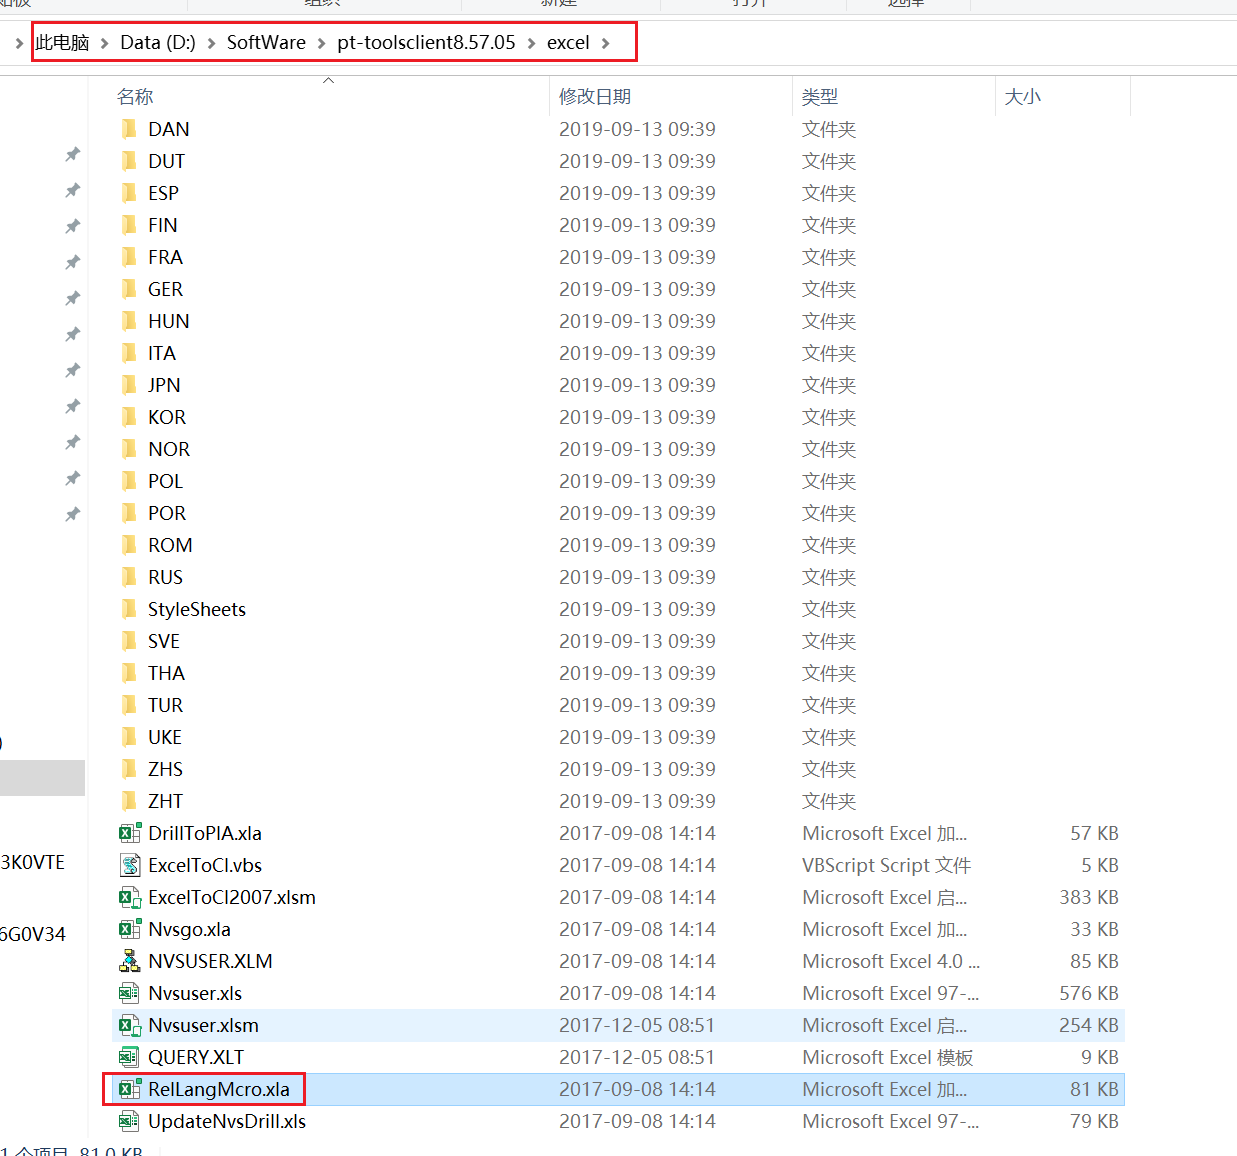 组织 新建 打开 选择
此电脑 Data (D:) SoftWare pt-toolsclient8.57.05 excel
名称 修改日期 类型 大小
DAN 2019-09-13 09:39 文件夹
DUT 2019-09-13 09:39 文件夹
ESP 2019-09-13 09:39 文件夹
FIN 2019-09-13 09:39 文件夹
FRA 2019-09-13 09:39 文件夹
GER 2019-09-13 09:39 文件夹
HUN 2019-09-13 09:39 文件夹
ITA 2019-09-13 09:39 文件夹
JPN 2019-09-13 09:39 文件夹
KOR 2019-09-13 09:39 文件夹
NOR 2019-09-13 09:39 文件夹
POL 2019-09-13 09:39 文件夹
POR 2019-09-13 09:39 文件夹
ROM 2019-09-13 09:39 文件夹
RUS 2019-09-13 09:39 文件夹
StyleSheets 2019-09-13 09:39 文件夹
SVE 2019-09-13 09:39 文件夹
THA 2019-09-13 09:39 文件夹
TUR 2019-09-13 09:39 文件夹
UKE 2019-09-13 09:39 文件夹
)
ZHS 2019-09-13 09:39 文件夹
ZHT 2019-09-13 09:39 文件夹
DrillToPIA.xla 2017-09-08 14:14 Microsoft Excel 加... 57 KB
3K0VTE ExcelToCI.vbs 2017-09-08 14:14 VBScript Script 文件 5 KB
ExcelToCI2007.xlsm 2017-09-08 14:14 Microsoft Excel 启... 383 KB
6G0V34 Nvsgo.xla 2017-09-08 14:14 Microsoft Excel 加... 33 KB
NVSUSER.XLM 2017-09-08 14:14 Microsoft Excel 4.0 ... 85 KB
Nvsuser.xls 2017-09-08 14:14 Microsoft Excel 97-... 576 KB
Nvsuser.xlsm 2017-12-05 08:51 Microsoft Excel 启... 254 KB
QUERY.XLT 2017-12-05 08:51 Microsoft Excel 模板 9 KB
RelLangMcro.xla 2017-09-08 14:14 Microsoft Excel 加... 81 KB
UpdateNvsDrill.xls 2017-09-08 14:14 Microsoft Excel 97-... 79 KB
1 个项目 81.0 KB